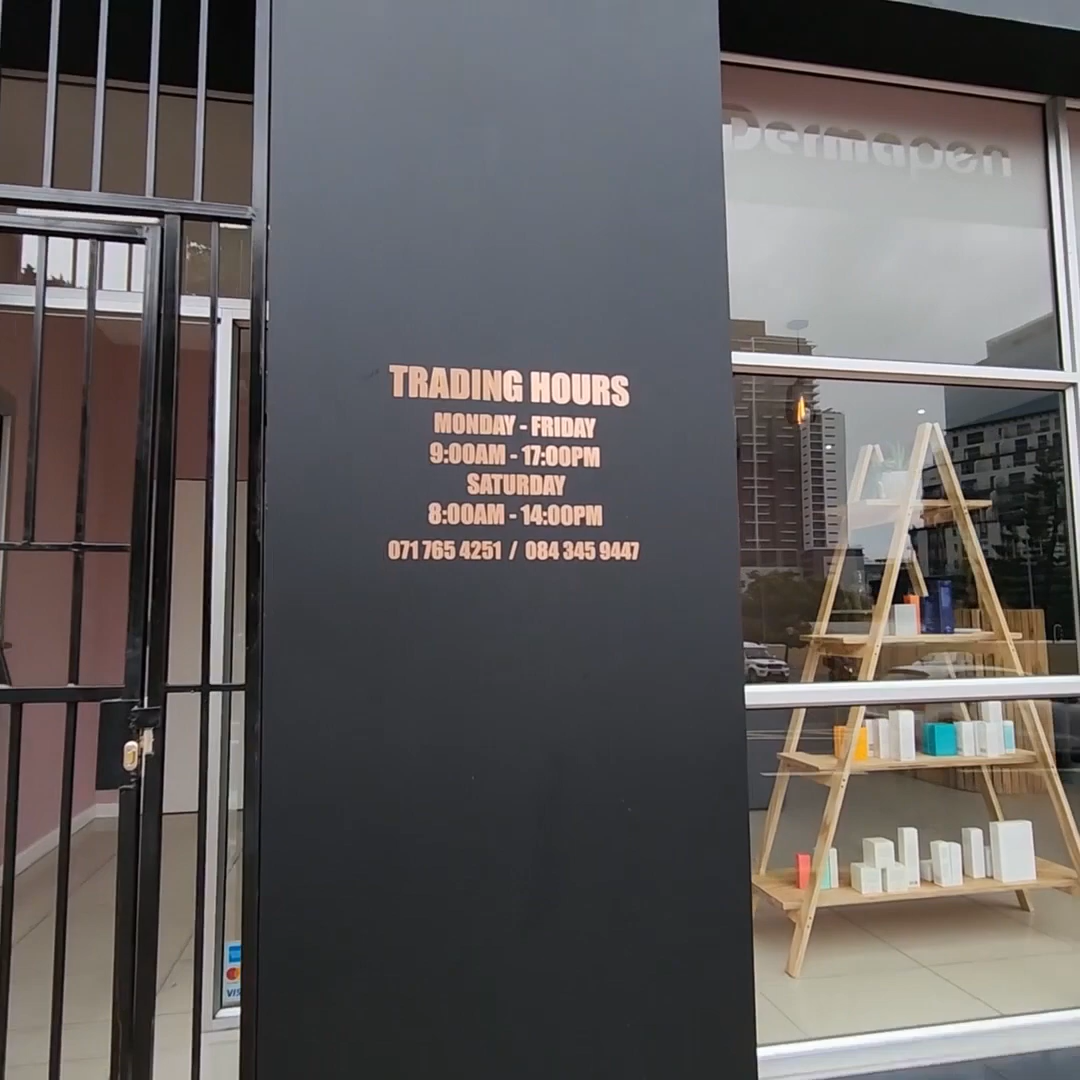 Dermapen
TRADING HOURS
MONDAY - FRIDAY
9:00AM - 17:00PM
SATURDAY
8:00AM - 14:00PM
071 765 4251 / 084 345 9447
VISA